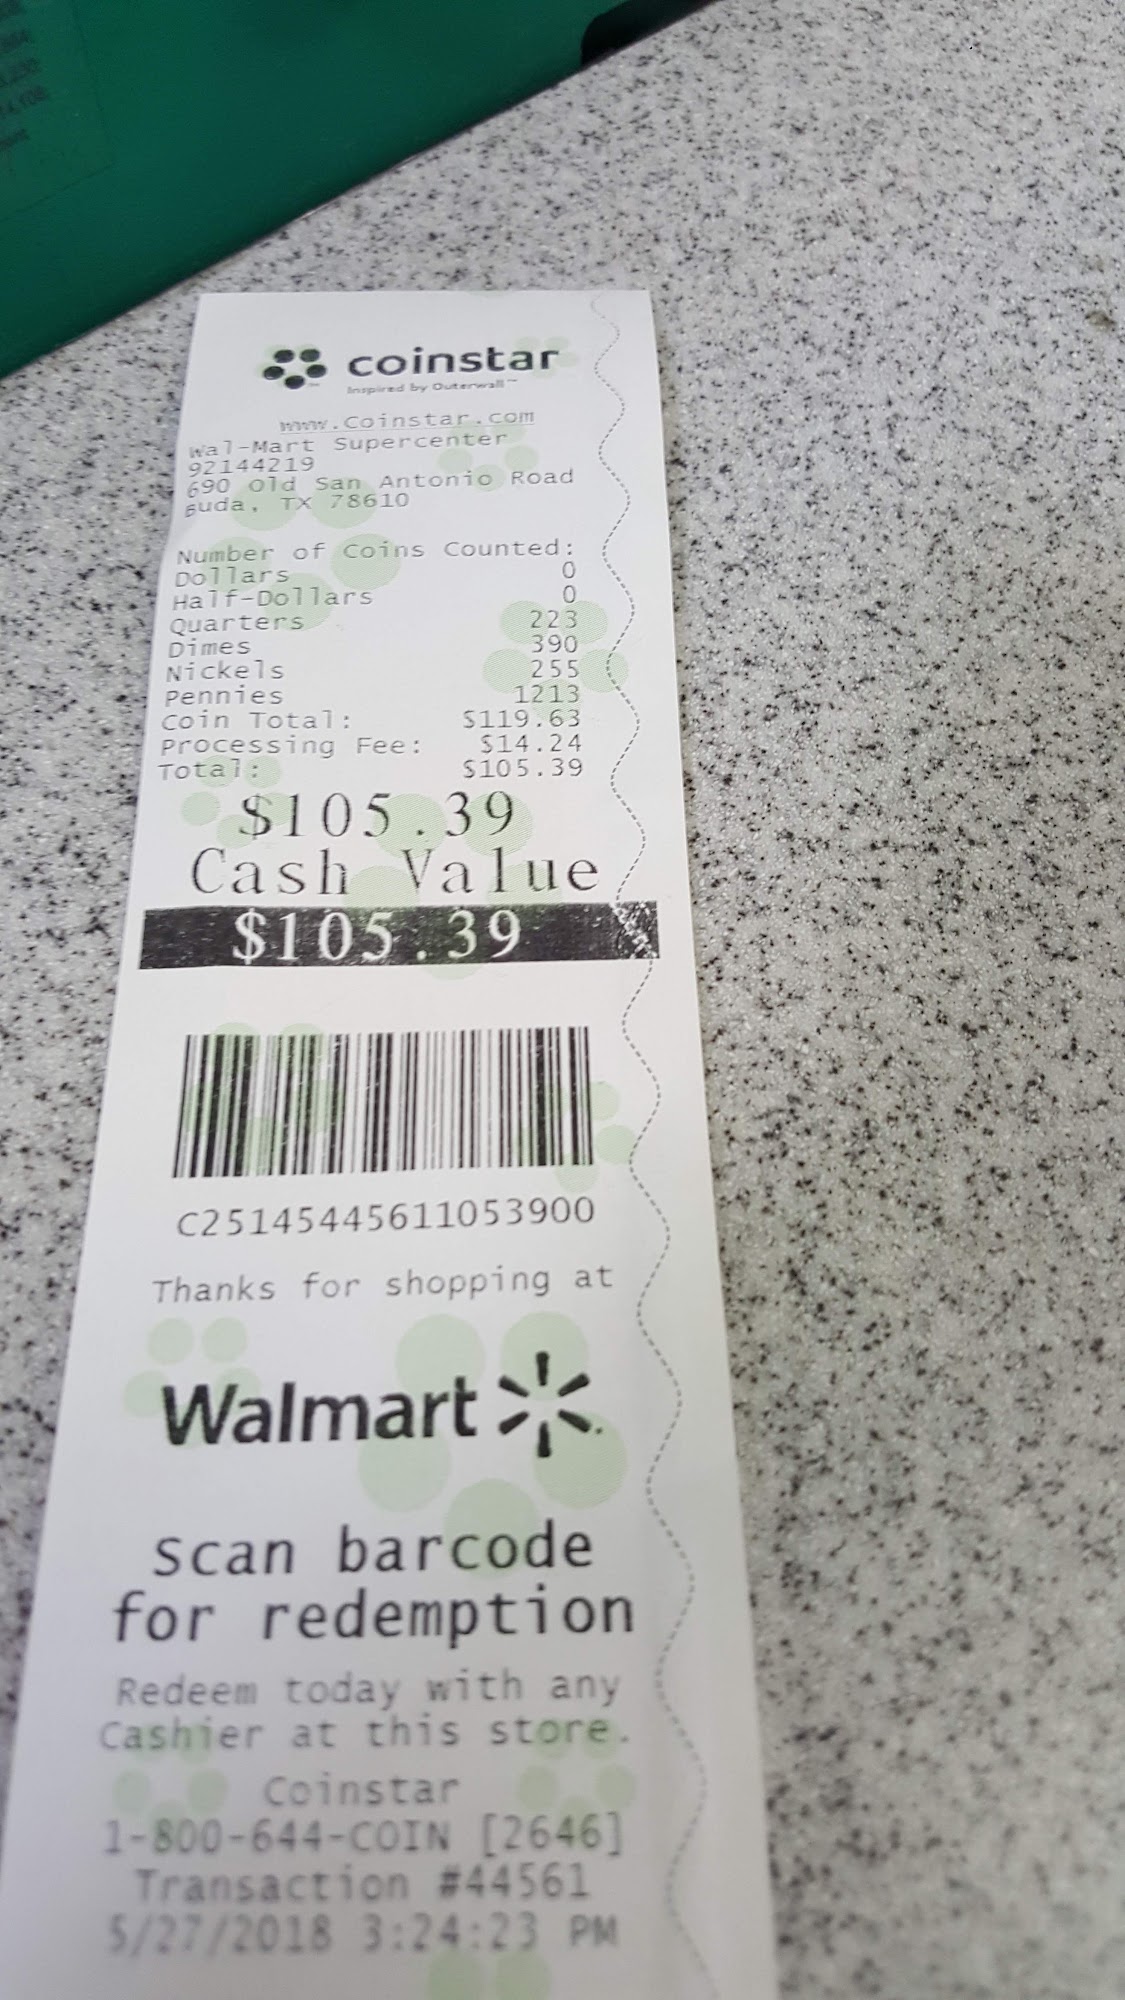 coinstar
Inspired by Outerwall™
www.Coinstar.com
Wal-Mart Supercenter
92144219
690 Old San Antonio Road
Buda, TX 78610
Number of Coins Counted:
Dollars 0
Half-Dollars 0
Quarters 223
Dimes 390
Nickels 255
Pennies 1213
Coin Total: $119.63
Processing Fee: $14.24
Total: $105.39
$105.39
Cash Value
$105.39
C25145445611053900
Thanks for shopping at
Walmart
Scan barcode
for redemption
Redeem today with any
Cashier at this store.
Coinstar
1-800-644-COIN [2646]
Transaction #44561
5/27/2018 3:24:23 PM